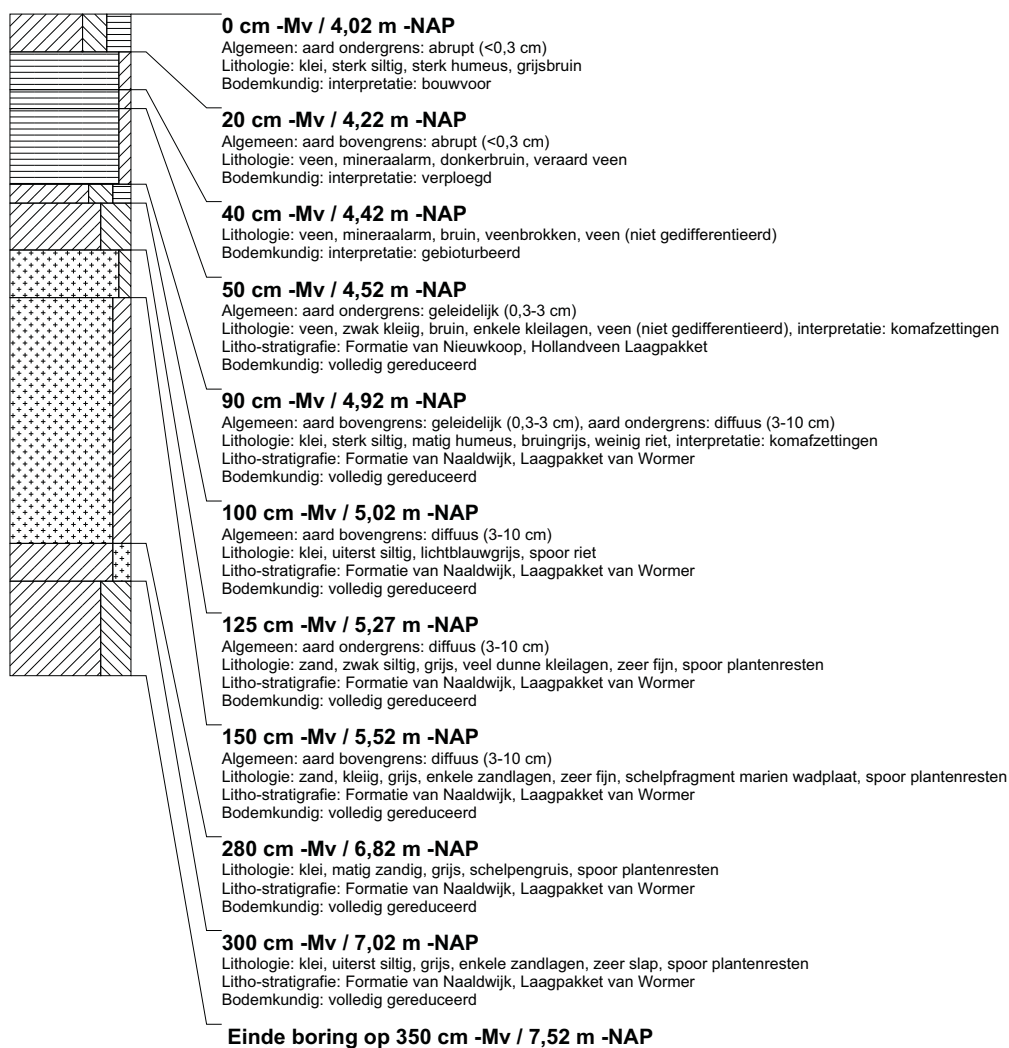 0 cm -Mv / 4,02 m -NAP
Algemeen: aard ondergrens: abrupt (<0,3 cm)
Lithologie: klei, sterk siltig, sterk humeus, grijsbruin
Bodemkundig: interpretatie: bouwvoor
20 cm -Mv / 4,22 m -NAP
Algemeen: aard bovengrens: abrupt (<0,3 cm)
Lithologie: veen, mineraalarm, donkerbruin, veraard veen
Bodemkundig: interpretatie: verploegd
40 cm -Mv / 4,42 m -NAP
Lithologie: veen, mineraalarm, bruin, veenbrokken, veen (niet gedifferentieerd)
Bodemkundig: interpretatie: gebioturbeerd
50 cm -Mv / 4,52 m -NAP
Algemeen: aard ondergrens: geleidelijk (0,3-3 cm)
Lithologie: veen, zwak kleiig, bruin, enkele kleilagen, veen (niet gedifferentieerd), interpretatie: komafzettingen
Litho-stratigrafie: Formatie van Nieuwkoop, Hollandveen Laagpakket
Bodemkundig: volledig gereduceerd
90 cm -Mv / 4,92 m -NAP
Algemeen: aard bovengrens: geleidelijk (0,3-3 cm), aard ondergrens: diffuus (3-10 cm)
Lithologie: klei, sterk siltig, matig humeus, bruingrijs, weinig riet, interpretatie: komafzettingen
Litho-stratigrafie: Formatie van Naaldwijk, Laagpakket van Wormer
Bodemkundig: volledig gereduceerd
100 cm -Mv / 5,02 m -NAP
Algemeen: aard bovengrens: diffuus (3-10 cm)
Lithologie: klei, uiterst siltig, lichtblauwgrijs, spoor riet
Litho-stratigrafie: Formatie van Naaldwijk, Laagpakket van Wormer
Bodemkundig: volledig gereduceerd
125 cm -Mv / 5,27 m -NAP
Algemeen: aard ondergrens: diffuus (3-10 cm)
Lithologie: zand, zwak siltig, grijs, veel dunne kleilagen, zeer fijn, spoor plantenresten
Litho-stratigrafie: Formatie van Naaldwijk, Laagpakket van Wormer
Bodemkundig: volledig gereduceerd
150 cm -Mv / 5,52 m -NAP
Algemeen: aard bovengrens: diffuus (3-10 cm)
Lithologie: zand, kleiig, grijs, enkele zandlagen, zeer fijn, schelpfragment marien wadplaat, spoor plantenresten
Litho-stratigrafie: Formatie van Naaldwijk, Laagpakket van Wormer
Bodemkundig: volledig gereduceerd
280 cm -Mv / 6,82 m -NAP
Lithologie: klei, matig zandig, grijs, schelpengruis, spoor plantenresten
Litho-stratigrafie: Formatie van Naaldwijk, Laagpakket van Wormer
Bodemkundig: volledig gereduceerd
300 cm -Mv / 7,02 m -NAP
Lithologie: klei, uiterst siltig, grijs, enkele zandlagen, zeer slap, spoor plantenresten
Litho-stratigrafie: Formatie van Naaldwijk, Laagpakket van Wormer
Bodemkundig: volledig gereduceerd
Einde boring op 350 cm -Mv / 7,52 m -NAP